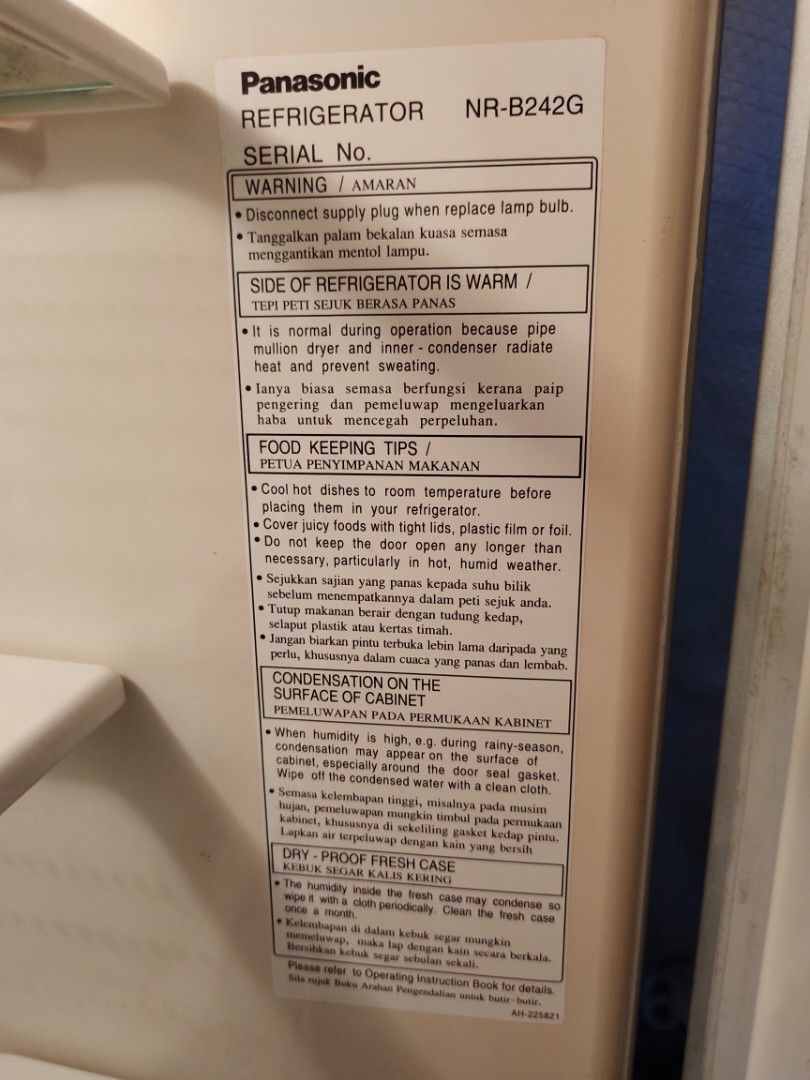 Panasonic
REFRIGERATOR NR-B242G
SERIAL No.
WARNING / AMARAN
• Disconnect supply plug when replace lamp bulb.
• Tanggalkan palam bekalan kuasa semasa
menggantikan mentol lampu.
SIDE OF REFRIGERATOR IS WARM /
TEPI PETI SEJUK BERASA PANAS
• It is normal during operation because pipe
mullion dryer and inner - condenser radiate
heat and prevent sweating.
• Ianya biasa semasa berfungsi kerana paip
pengering dan pemeluwap mengeluarkan
haba untuk mencegah perpeluhan.
FOOD KEEPING TIPS /
PETUA PENYIMPANAN MAKANAN
• Cool hot dishes to room temperature before
placing them in your refrigerator.
• Cover juicy foods with tight lids, plastic film or foil.
• Do not keep the door open any longer than
necessary, particularly in hot, humid weather.
• Sejukkan sajian yang panas kepada suhu bilik
sebelum menempatkannya dalam peti sejuk anda.
• Tutup makanan berair dengan tudung kedap,
selaput plastik atau kertas timah.
• Jangan biarkan pintu terbuka lebin lama daripada yang
perlu, khususnya dalam cuaca yang panas dan lembab.
CONDENSATION ON THE
SURFACE OF CABINET
PEMELUWAPAN PADA PERMUKAAN KABINET
• When humidity is high, e.g. during rainy-season,
condensation may appear on the surface of
cabinet, especially around the door seal gasket.
Wipe off the condensed water with a clean cloth.
• Semasa kelembapan tinggi, misalnya pada musim
hujan, pemeluwapan mungkin timbul pada permukaan
kabinet, khususnya di sekeliling gasket kedap pintu.
Lapkan air terpeluwap dengan kain yang bersih
DRY - PROOF FRESH CASE
KEBUK SEGAR KALIS KERING
• The humidity inside the fresh case may condense so
wipe it with a cloth periodically. Clean the fresh case
once a month.
• Kelembapan di dalam kebuk segar mungkin
memeluwap, maka lap dengan kain secara berkala.
Bersihkan kebuk segar sebulan sekali.
Please refer to Operating Instruction Book for details.
Sila rujuk Buku Arahan Pengendalian untuk butir-butir.
AH-225821